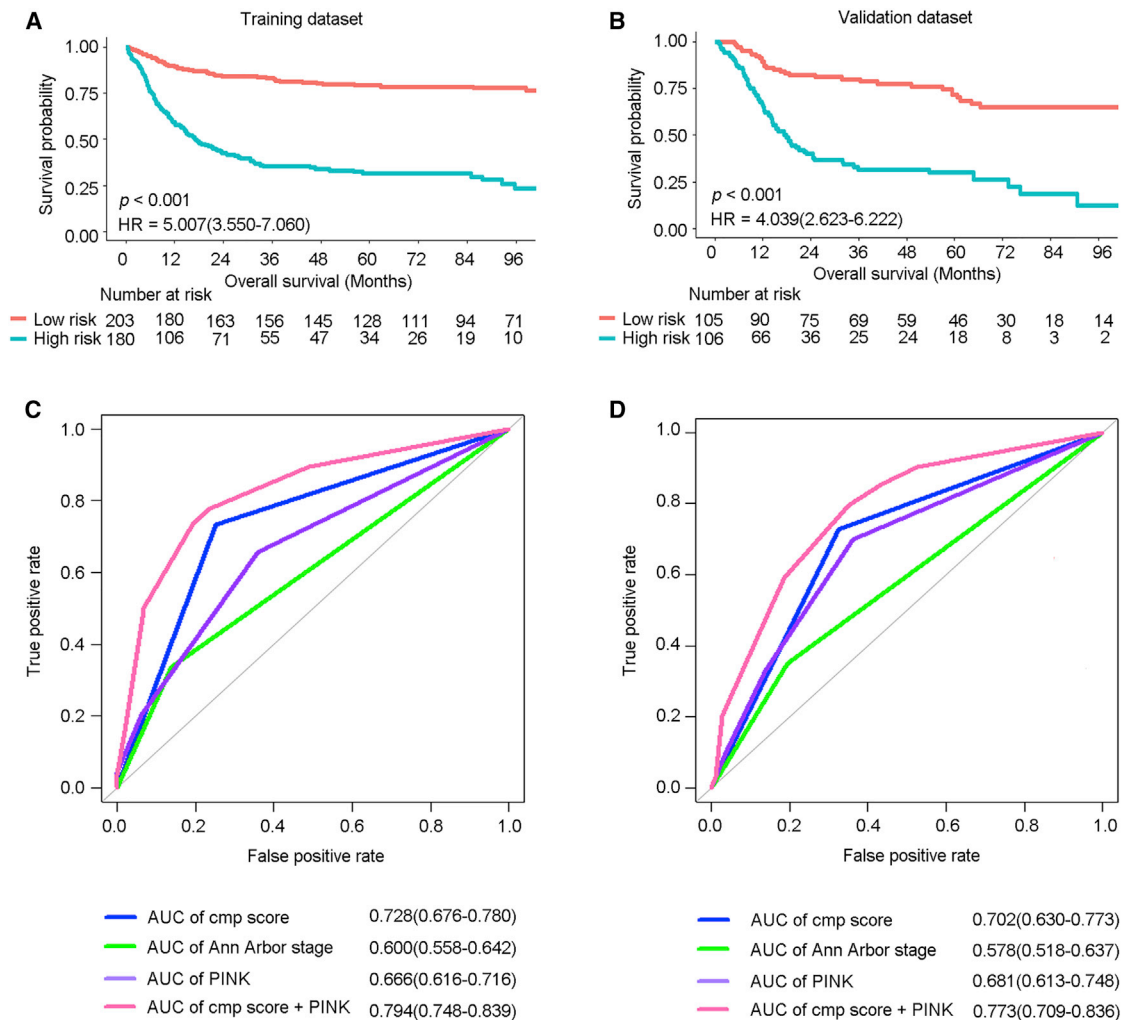 A Training dataset
Survival probability
1.00
0.75
0.50
0.25
0.00
p < 0.001
HR = 5.007(3.550-7.060)
0 12 24 36 48 60 72 84 96
Overall survival (Months)
Number at risk
Low risk 203 180 163 156 145 128 111 94 71
High risk 180 106 71 55 47 34 26 19 10
B Validation dataset
Survival probability
1.00
0.75
0.50
0.25
0.00
p < 0.001
HR = 4.039(2.623-6.222)
0 12 24 36 48 60 72 84 96
Overall survival (Months)
Number at risk
Low risk 105 90 75 69 59 46 30 18 14
High risk 106 66 36 25 24 18 8 3 2
C
True positive rate
1.0
0.8
0.6
0.4
0.2
0.0
0.0 0.2 0.4 0.6 0.8 1.0
False positive rate
AUC of cmp score 0.728(0.676-0.780)
AUC of Ann Arbor stage 0.600(0.558-0.642)
AUC of PINK 0.666(0.616-0.716)
AUC of cmp score + PINK 0.794(0.748-0.839)
D
True positive rate
1.0
0.8
0.6
0.4
0.2
0.0
0.0 0.2 0.4 0.6 0.8 1.0
False positive rate
AUC of cmp score 0.702(0.630-0.773)
AUC of Ann Arbor stage 0.578(0.518-0.637)
AUC of PINK 0.681(0.613-0.748)
AUC of cmp score + PINK 0.773(0.709-0.836)